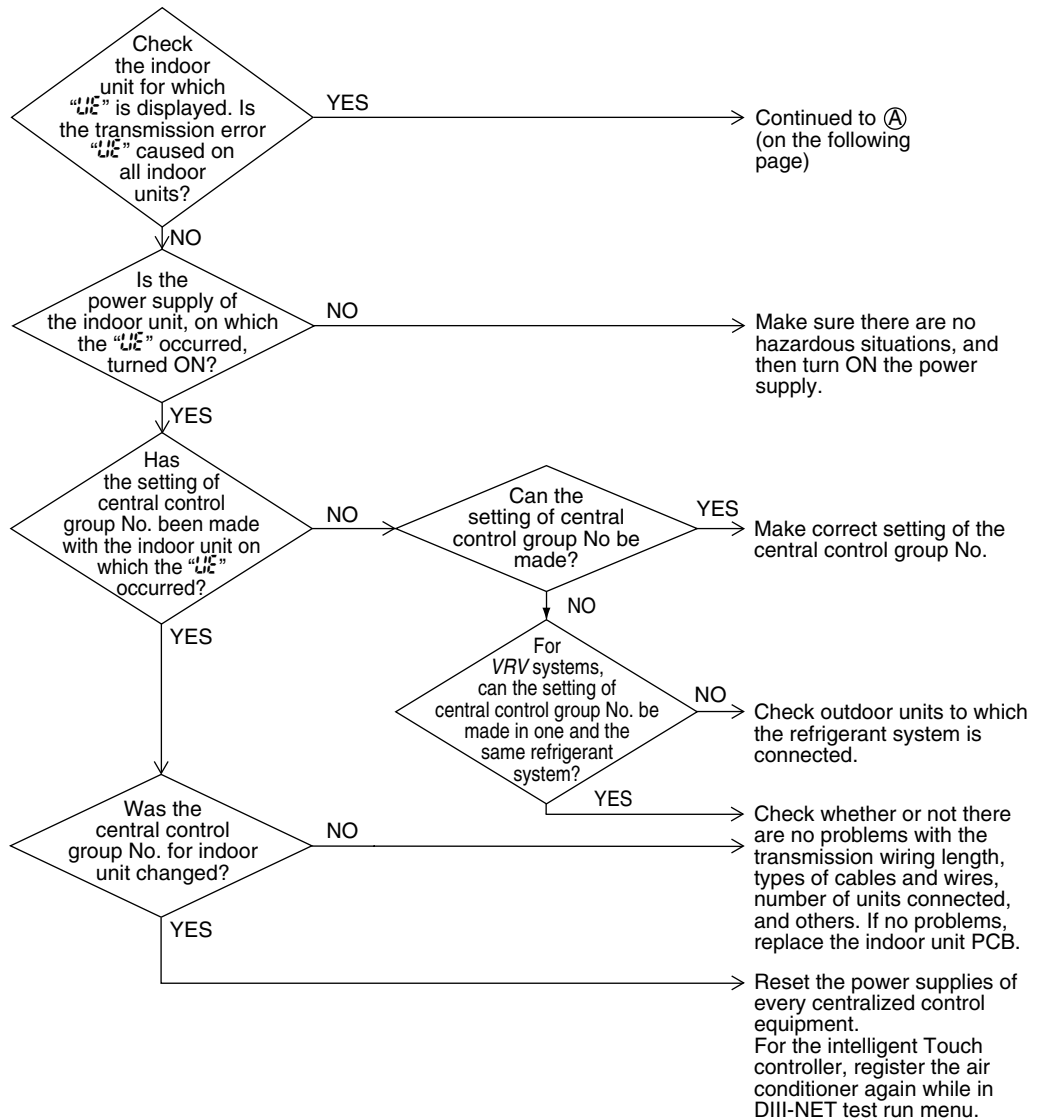 Check
the indoor
unit for which
“UE” is displayed. Is
the transmission error
“UE” caused on
all indoor
units?
YES
Continued to Ⓐ
(on the following
page)
NO
Is the
power supply of
the indoor unit, on which
the “UE” occurred,
turned ON?
NO
Make sure there are no
hazardous situations, and
then turn ON the power
supply.
YES
Has
the setting of
central control
group No. been made
with the indoor unit on
which the “UE”
occurred?
NO
Can the
setting of central
control group No be
made?
YES
Make correct setting of the
central control group No.
NO
YES
For
VRV systems,
can the setting of
central control group No. be
made in one and the
same refrigerant
system?
NO
Check outdoor units to which
the refrigerant system is
connected.
YES
Was the
central control
group No. for indoor
unit changed?
NO
Check whether or not there
are no problems with the
transmission wiring length,
types of cables and wires,
number of units connected,
and others. If no problems,
replace the indoor unit PCB.
YES
Reset the power supplies of
every centralized control
equipment.
For the intelligent Touch
controller, register the air
conditioner again while in
DIII-NET test run menu.